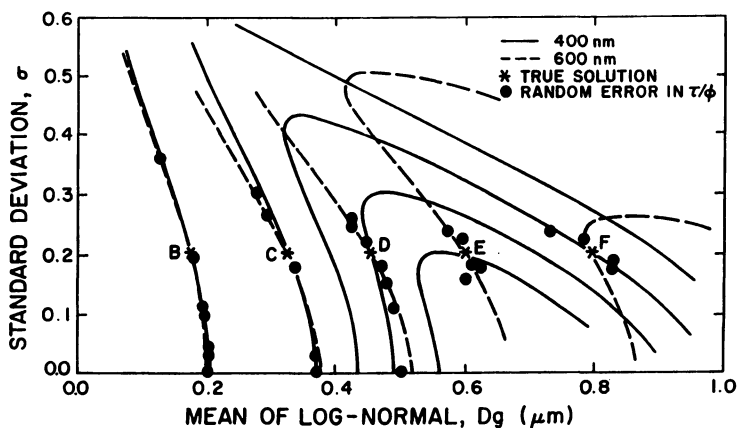 0.6
0.5
0.4
0.3
0.2
0.1
0.0
STANDARD DEVIATION, σ
400 nm
600 nm
* TRUE SOLUTION
● RANDOM ERROR IN τ/ϕ
B
C
D
E
F
0.0
0.2
0.4
0.6
0.8
1.0
MEAN OF LOG-NORMAL, Dg (μm)